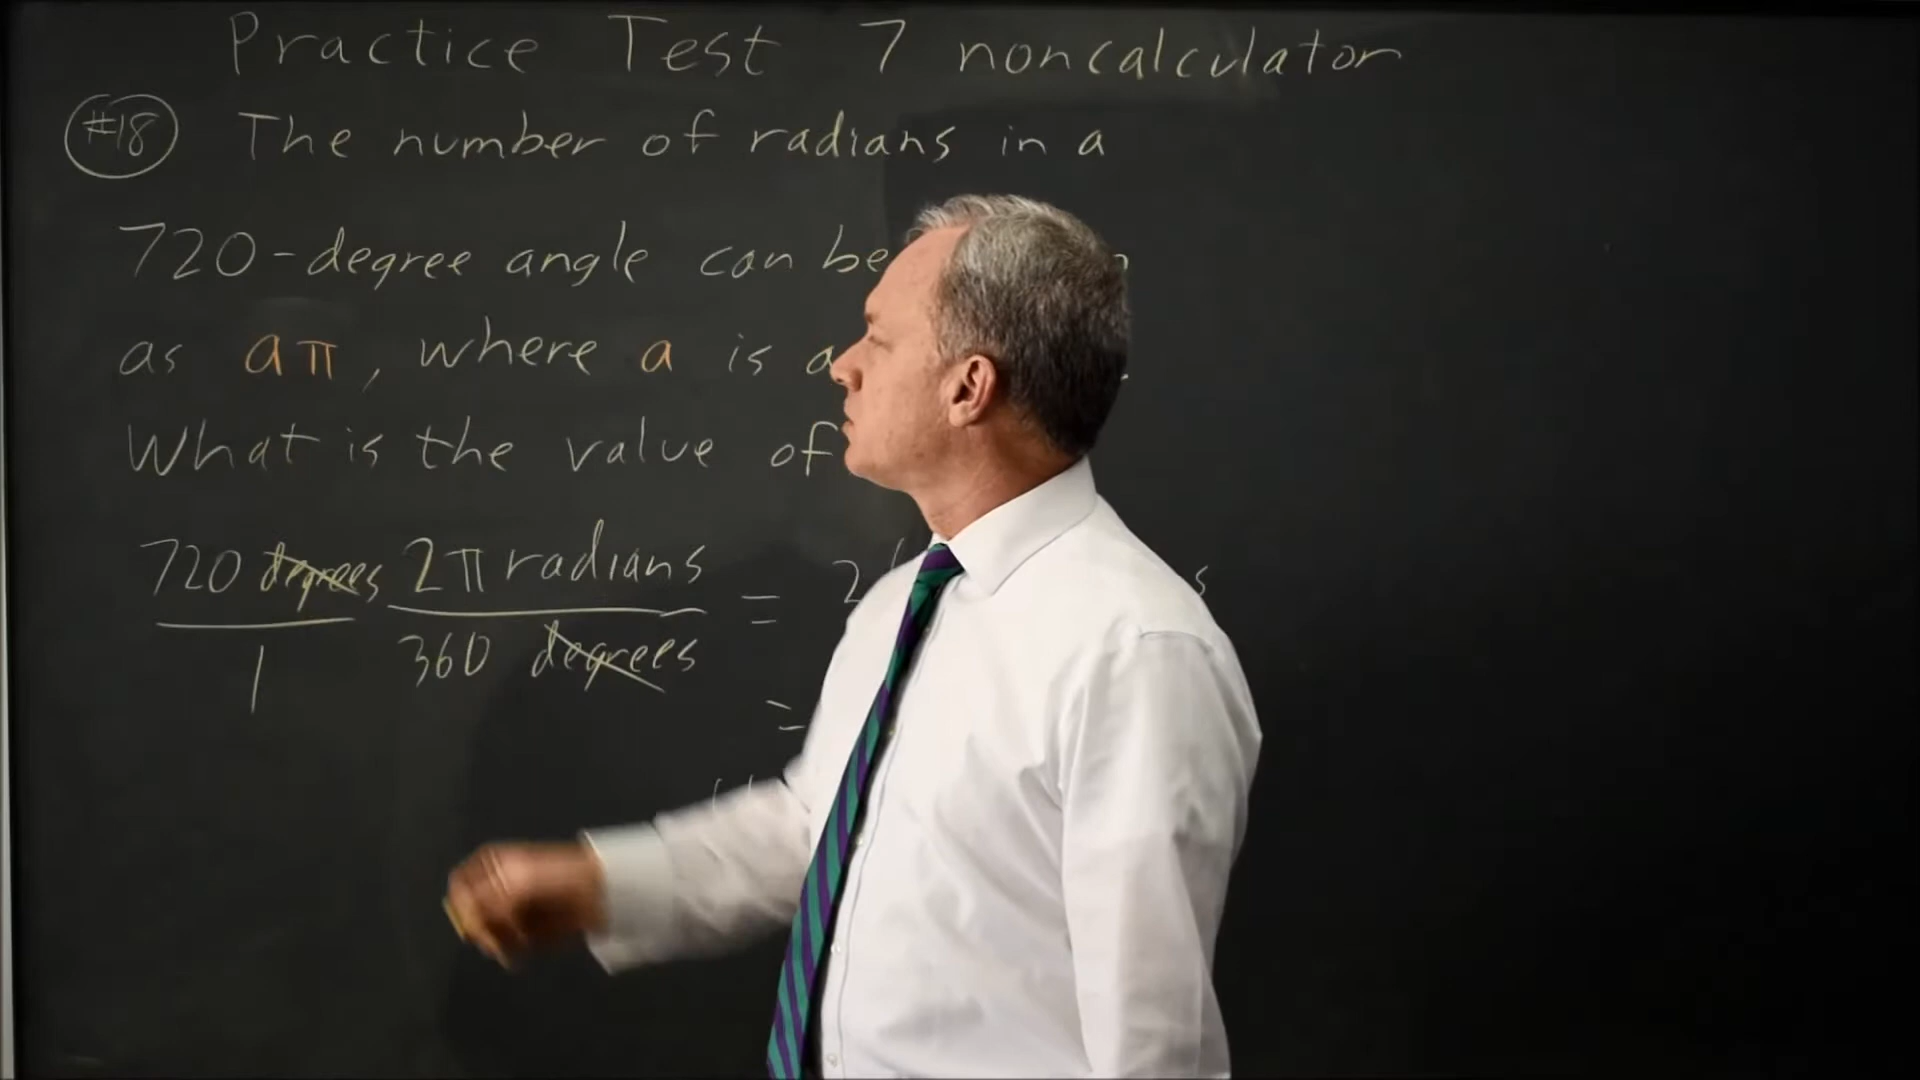 Practice Test 7 noncalculator
#18 The number of radians in a
720-degree angle can be
as aπ, where a is a
What is the value of
720 degrees 2π radians = 2
1 360 degrees
=